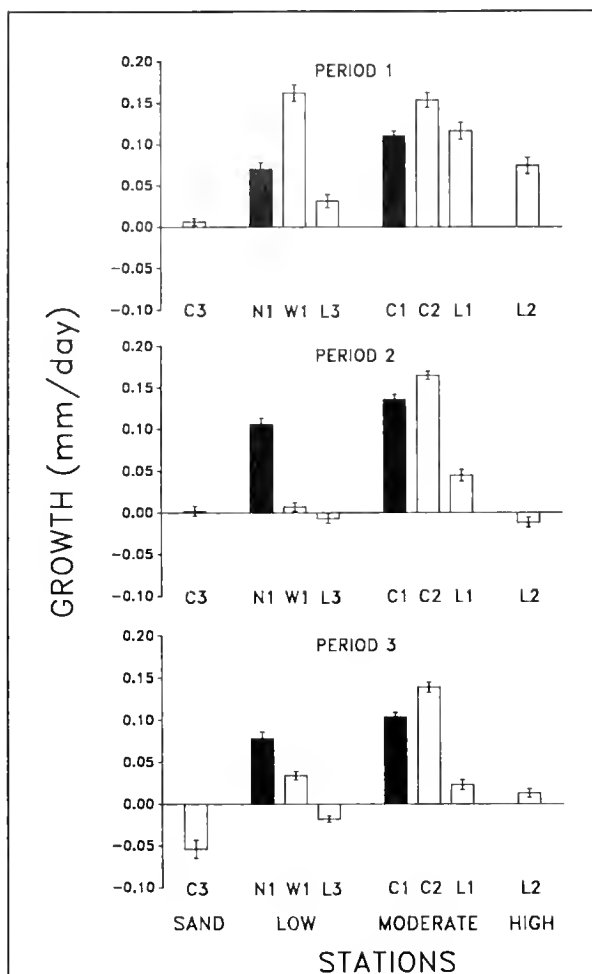 GROWTH (mm/day)
PERIOD 1
0.20
0.15
0.10
0.05
0.00
−0.05
−0.10
C3 N1 W1 L3 C1 C2 L1 L2
PERIOD 2
0.20
0.15
0.10
0.05
0.00
−0.05
−0.10
C3 N1 W1 L3 C1 C2 L1 L2
PERIOD 3
0.20
0.15
0.10
0.05
0.00
−0.05
−0.10
C3 N1 W1 L3 C1 C2 L1 L2
SAND LOW MODERATE HIGH
STATIONS